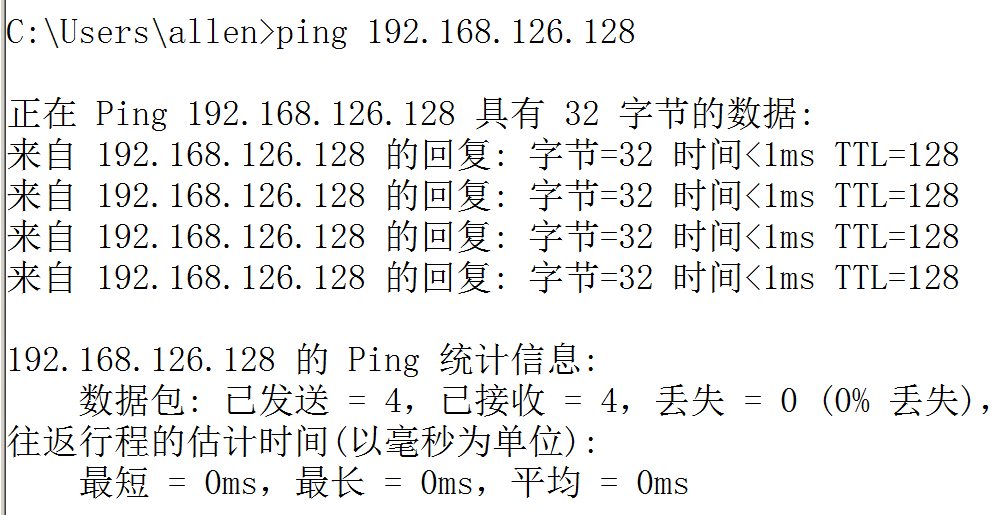 C:\Users\allen>ping 192.168.126.128
正在 Ping 192.168.126.128 具有 32 字节的数据:
来自 192.168.126.128 的回复: 字节=32 时间<1ms TTL=128
来自 192.168.126.128 的回复: 字节=32 时间<1ms TTL=128
来自 192.168.126.128 的回复: 字节=32 时间<1ms TTL=128
来自 192.168.126.128 的回复: 字节=32 时间<1ms TTL=128
192.168.126.128 的 Ping 统计信息:
数据包: 已发送 = 4，已接收 = 4，丢失 = 0 (0% 丢失)，
往返行程的估计时间(以毫秒为单位):
最短 = 0ms，最长 = 0ms，平均 = 0ms